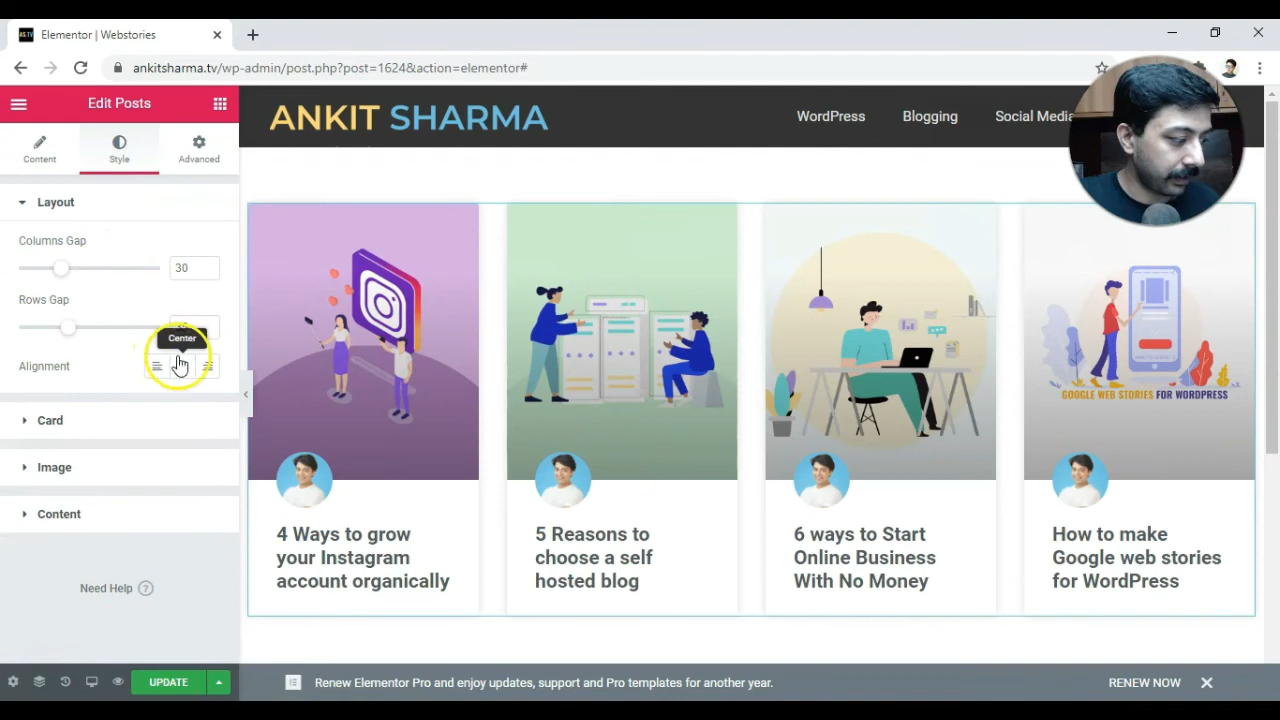 Elementor | Webstories
ankitsharma.tv/wp-admin/post.php?post=1624&action=elementor#
Edit Posts
ANKIT SHARMA
WordPress
Blogging
Social Media
Content
Style
Advanced
Layout
Columns Gap
30
Rows Gap
Center
Alignment
Card
Image
Content
Need Help ?
GOOGLE WEB STORIES FOR WORDPRESS
4 Ways to grow
your Instagram
account organically
5 Reasons to
choose a self
hosted blog
6 ways to Start
Online Business
With No Money
How to make
Google web stories
for WordPress
UPDATE
Renew Elementor Pro and enjoy updates, support and Pro templates for another year.
RENEW NOW